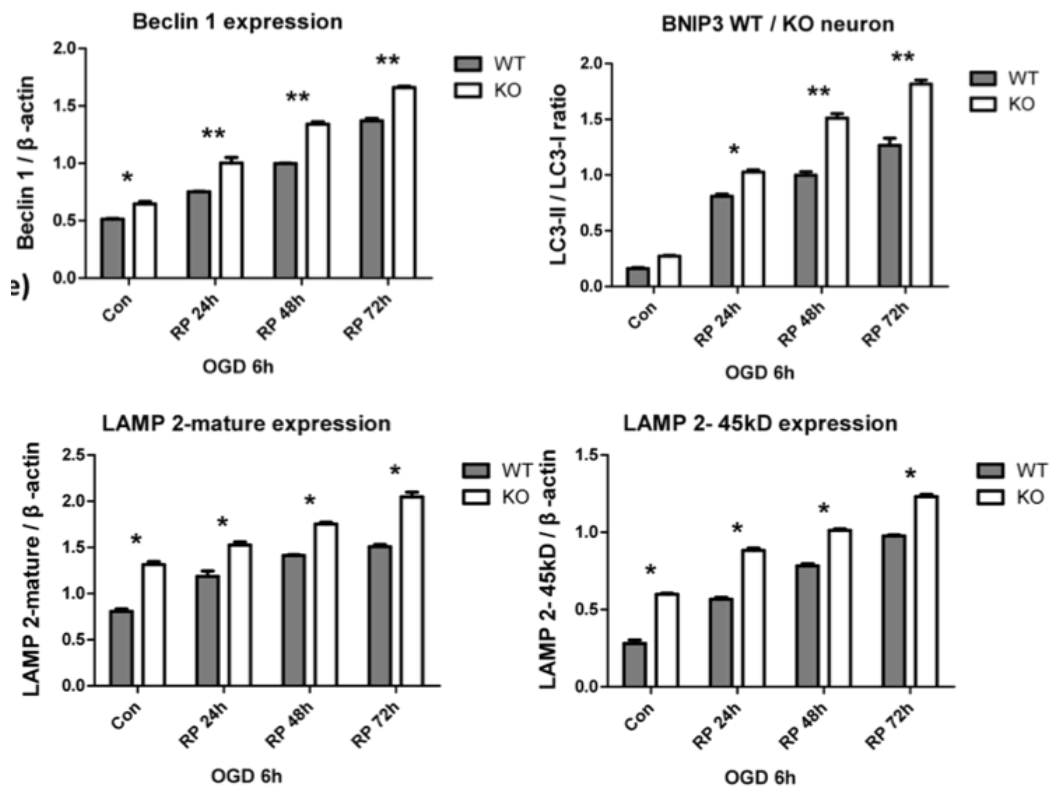 Beclin 1 expression
Beclin 1 / β -actin
2.0
1.5
1.0
0.5
0.0
*
**
**
**
WT
KO
Con
RP 24h
RP 48h
RP 72h
OGD 6h
e)
BNIP3 WT / KO neuron
LC3-II / LC3-I ratio
2.0
1.5
1.0
0.5
0.0
*
**
**
WT
KO
Con
RP 24h
RP 48h
RP 72h
OGD 6h
LAMP 2-mature expression
LAMP 2-mature / β -actin
2.5
2.0
1.5
1.0
0.5
0.0
*
*
*
*
WT
KO
Con
RP 24h
RP 48h
RP 72h
OGD 6h
LAMP 2- 45kD expression
LAMP 2- 45kD / β -actin
1.5
1.0
0.5
0.0
*
*
*
*
WT
KO
Con
RP 24h
RP 48h
RP 72h
OGD 6h